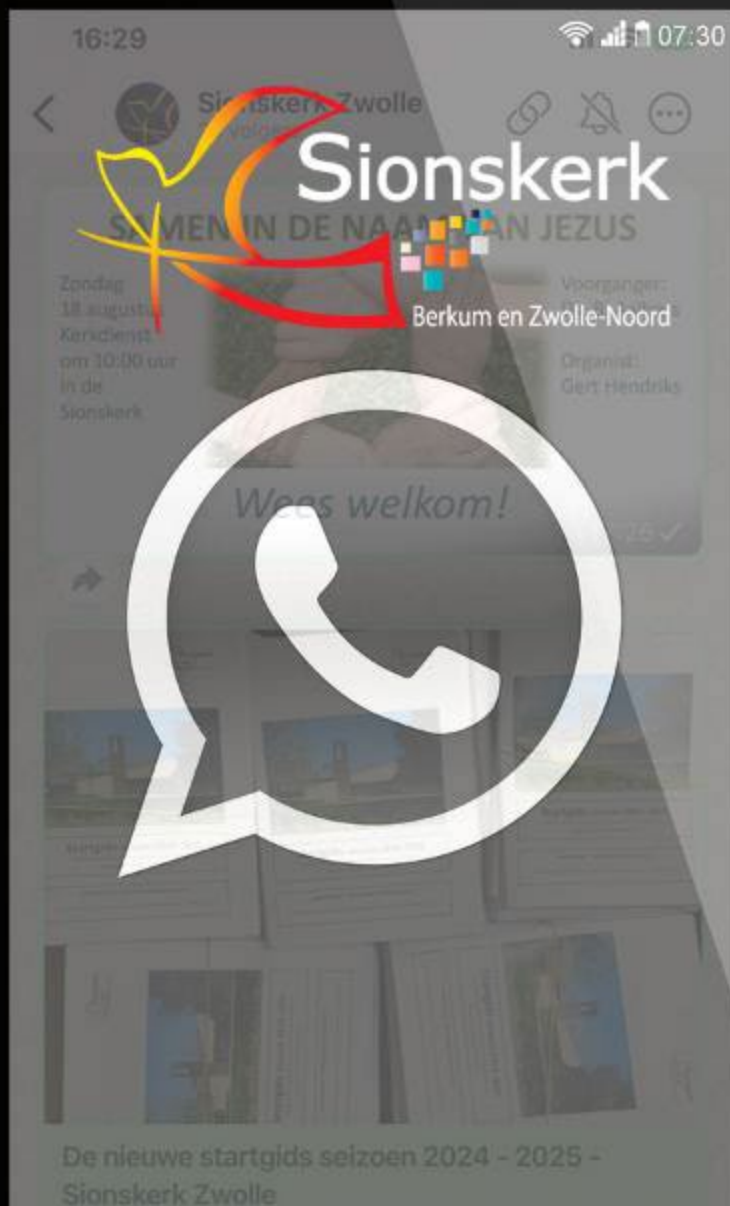 16:29
07:30
Sionskerk Zwolle
Sionskerk
SAMEN IN DE NAAM VAN JEZUS
Berkum en Zwolle-Noord
Zondag
18 augustus
Kerkdienst
om 10:00 uur
in de
Sionskerk
Voorganger:
Organist:
Gert Hendriks
Wees welkom!
De nieuwe startgids seizoen 2024 - 2025 -
Sionskerk Zwolle